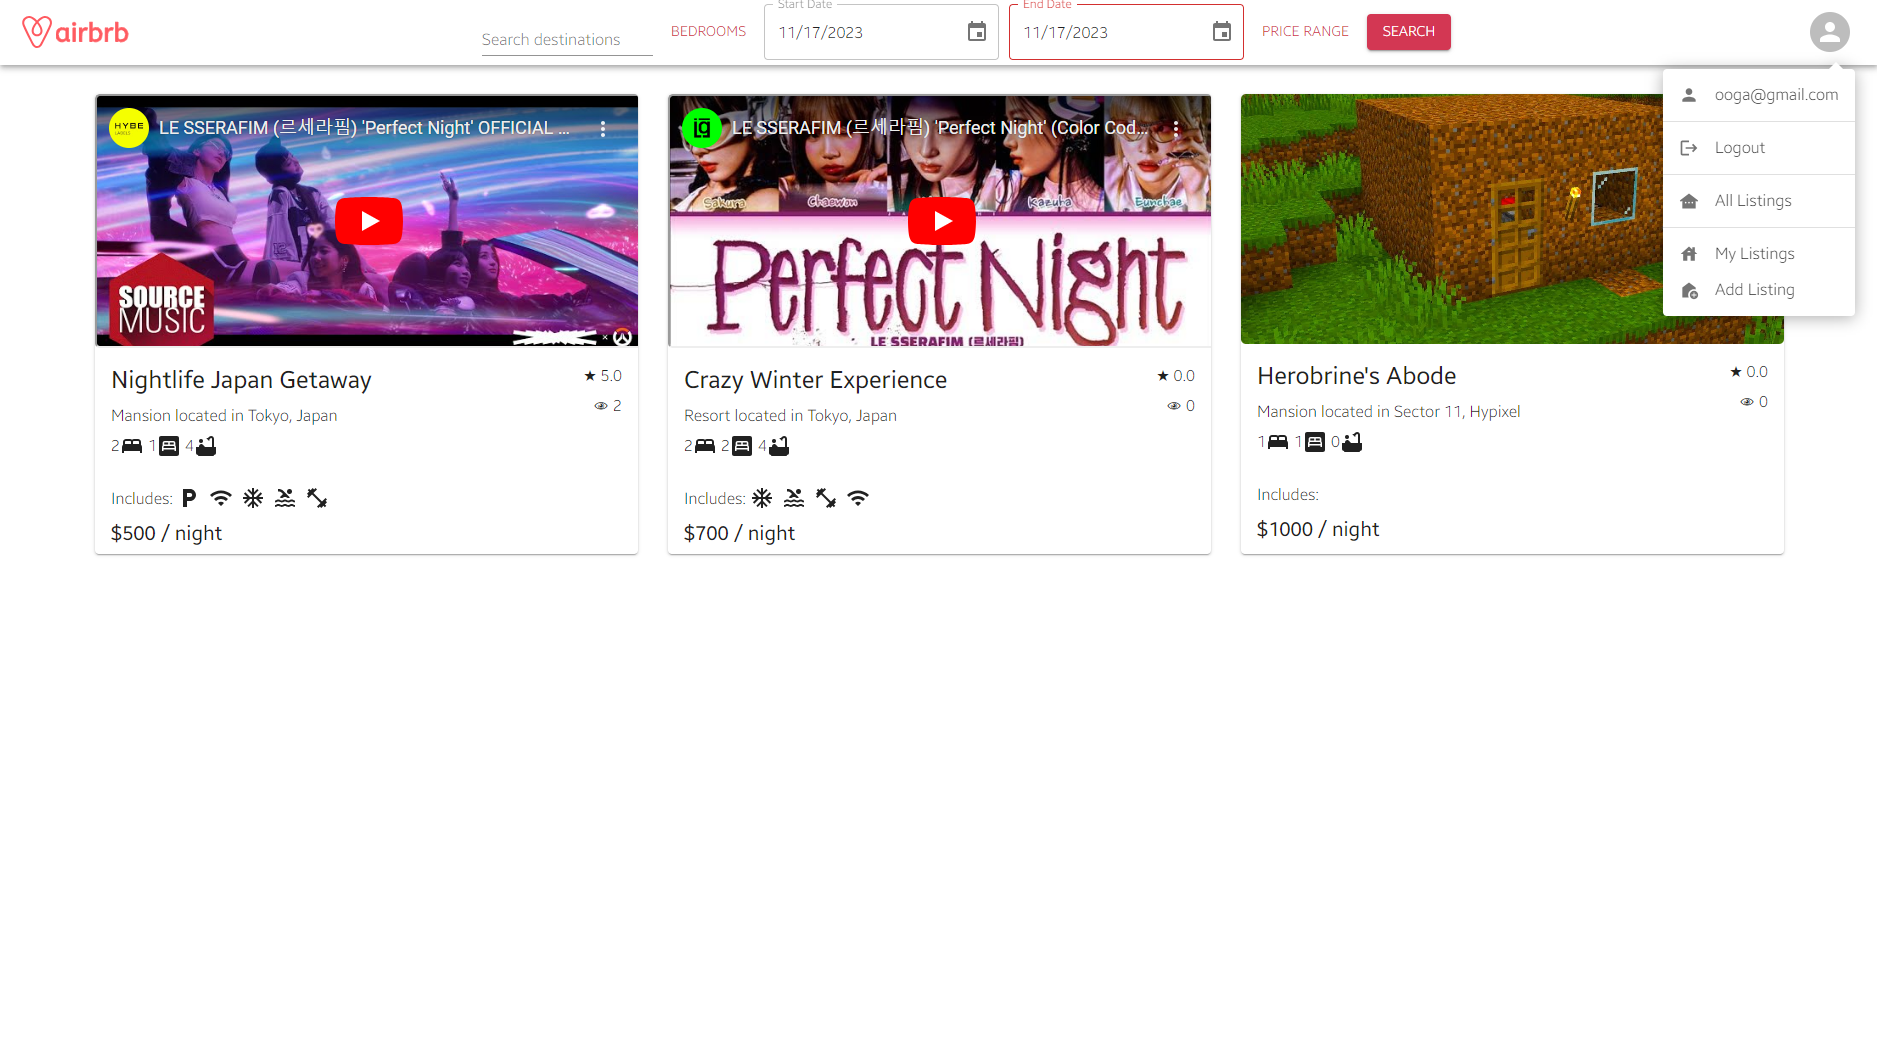 airbrb
Search destinations
BEDROOMS
Start Date
11/17/2023
End Date
11/17/2023
PRICE RANGE
SEARCH
ooga@gmail.com
Logout
All Listings
My Listings
Add Listing
HYBE
LABELS
LE SSERAFIM (르세라핌) 'Perfect Night' OFFICIAL ...
SOURCE
MUSIC
Nightlife Japan Getaway
★ 5.0
Mansion located in Tokyo, Japan
2
2 1 4
Includes: P
$500 / night
LE SSERAFIM (르세라핌) 'Perfect Night' (Color Cod...
Sakura Chaewon Kazuha Eunchae
Perfect Night
LE SSERAFIM (르세라핌)
Crazy Winter Experience
★ 0.0
Resort located in Tokyo, Japan
0
2 2 4
Includes:
$700 / night
Herobrine's Abode
★ 0.0
Mansion located in Sector 11, Hypixel
0
1 1 0
Includes:
$1000 / night